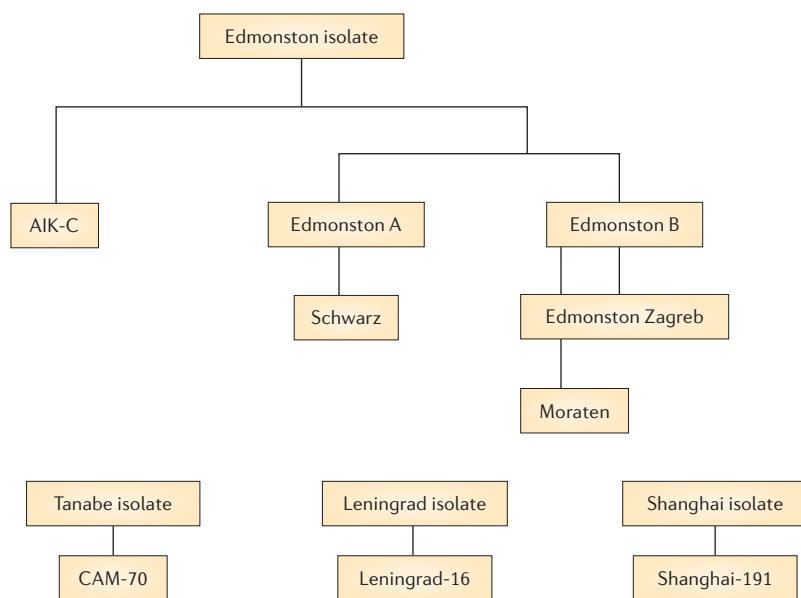 Edmonston isolate
AIK-C
Edmonston A
Edmonston B
Schwarz
Edmonston Zagreb
Moraten
Tanabe isolate
Leningrad isolate
Shanghai isolate
CAM-70
Leningrad-16
Shanghai-191